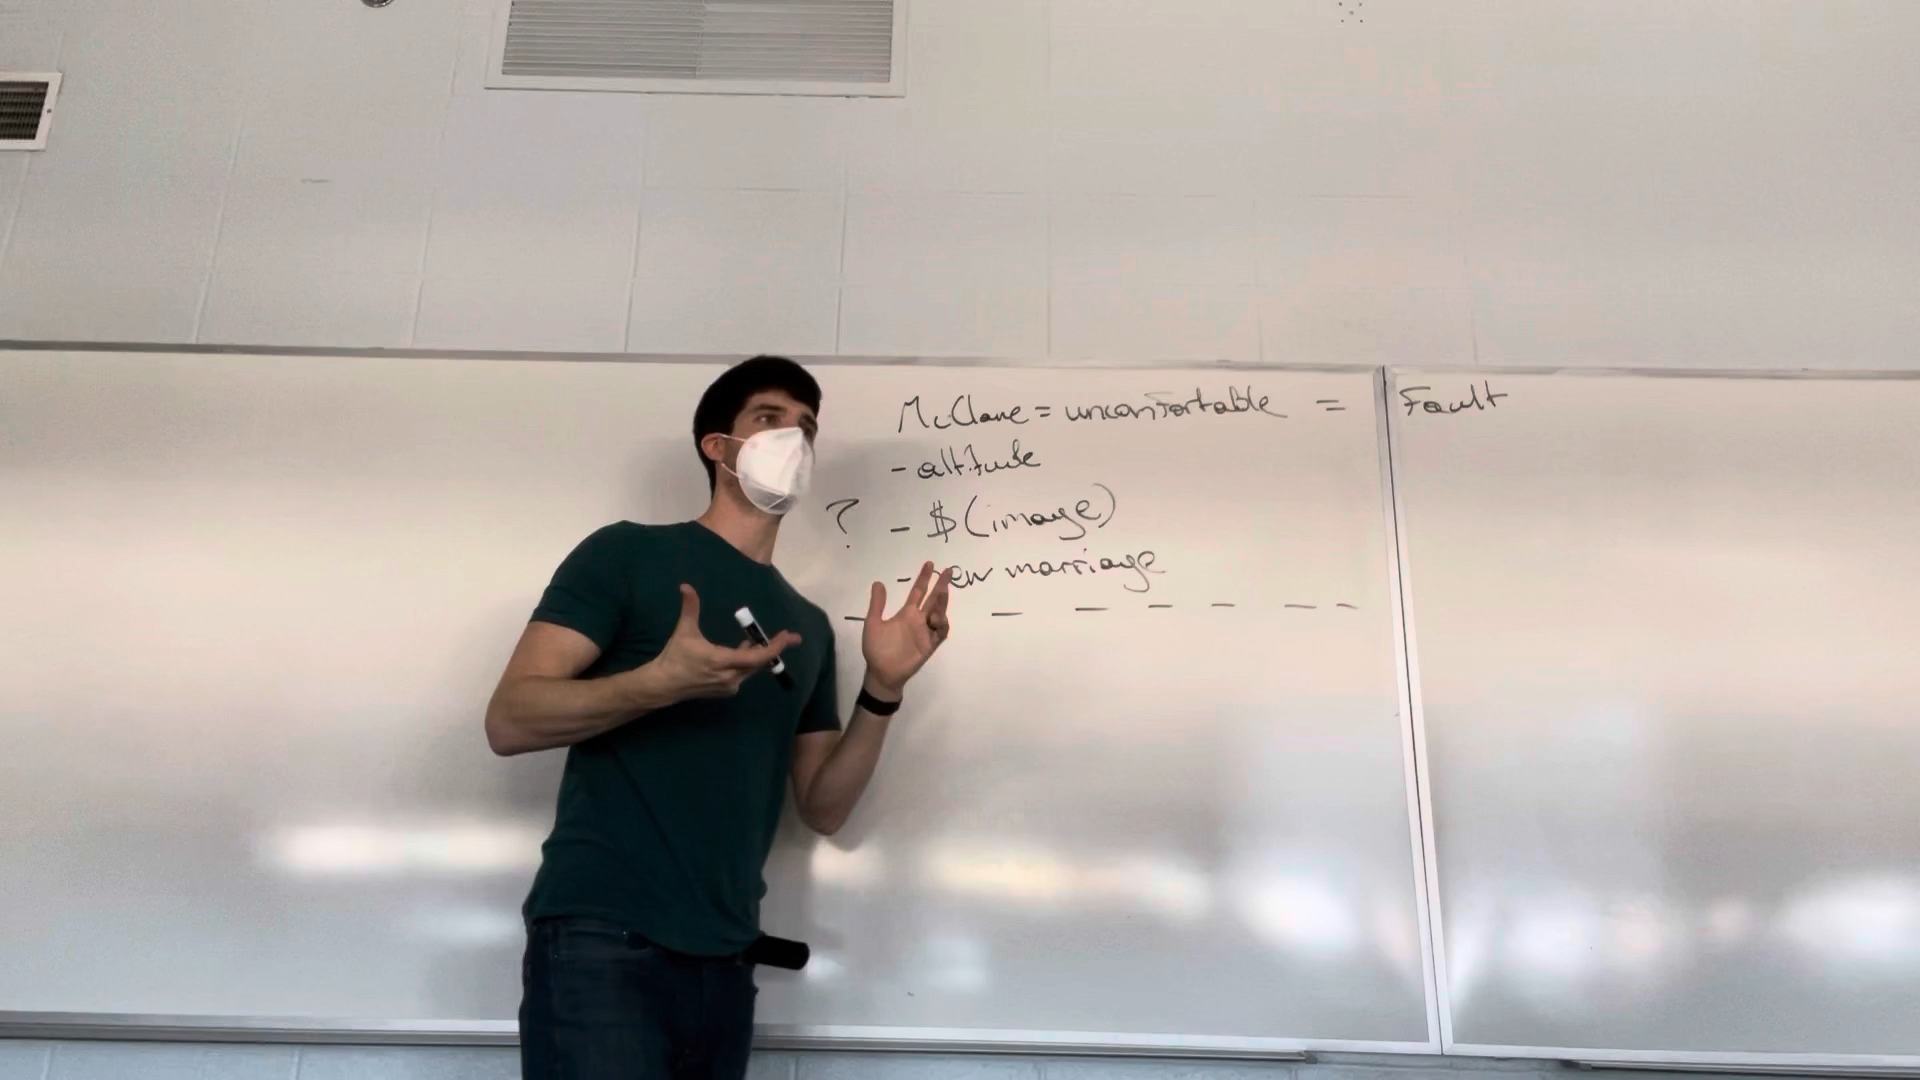 McClane = uncomfortable = Fault
- altitude
? - $(image)
- new marriage